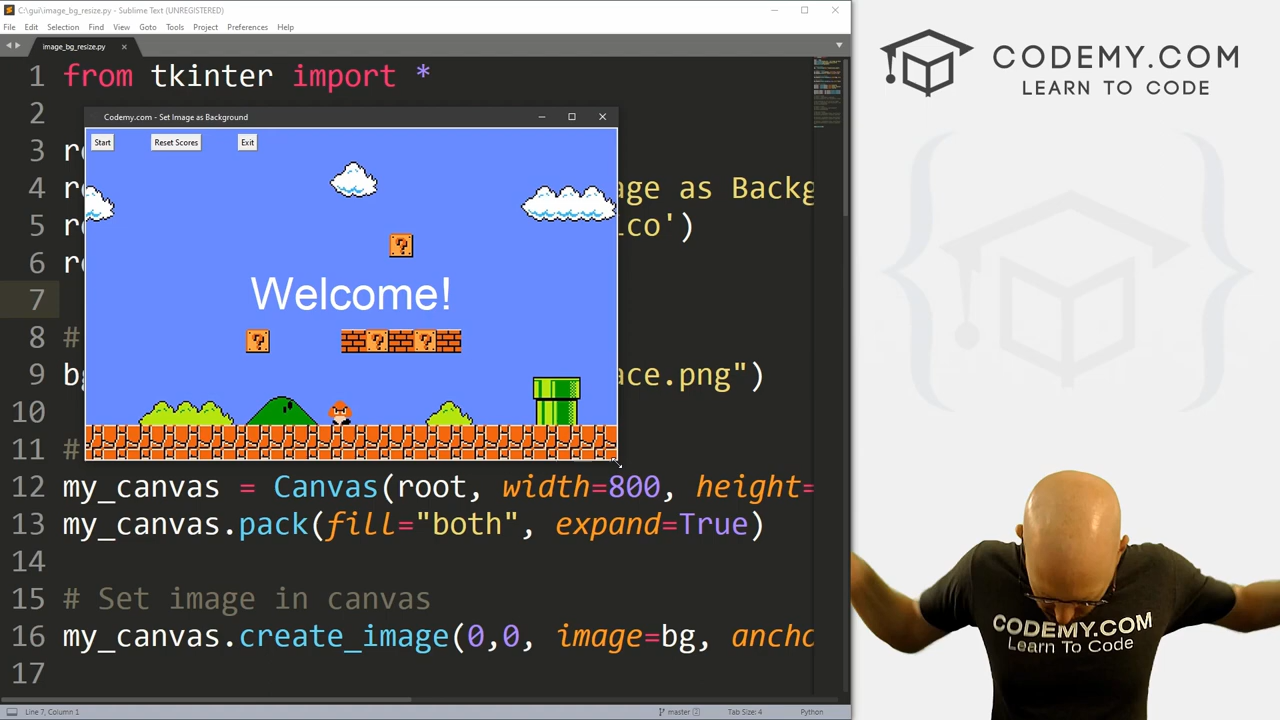 C:\gui\image_bg_resize.py - Sublime Text (UNREGISTERED)
File Edit Selection Find View Goto Tools Project Preferences Help
image_bg_resize.py
1 from tkinter import *
2
Codemy.com - Set Image as Background
Start Reset Scores Exit
Welcome!
3 r
4 r age as Backg
5 r ico')
6 r
7
8 #
9 bg ace.png")
10
11 #
12 my_canvas = Canvas(root, width=800, height=
13 my_canvas.pack(fill="both", expand=True)
14
15 # Set image in canvas
16 my_canvas.create_image(0,0, image=bg, ancho
17
Line 7, Column 1 master 2 Tab Size: 4 Python
CODEMY.COM
LEARN TO CODE
CODEMY.COM
Learn To Code